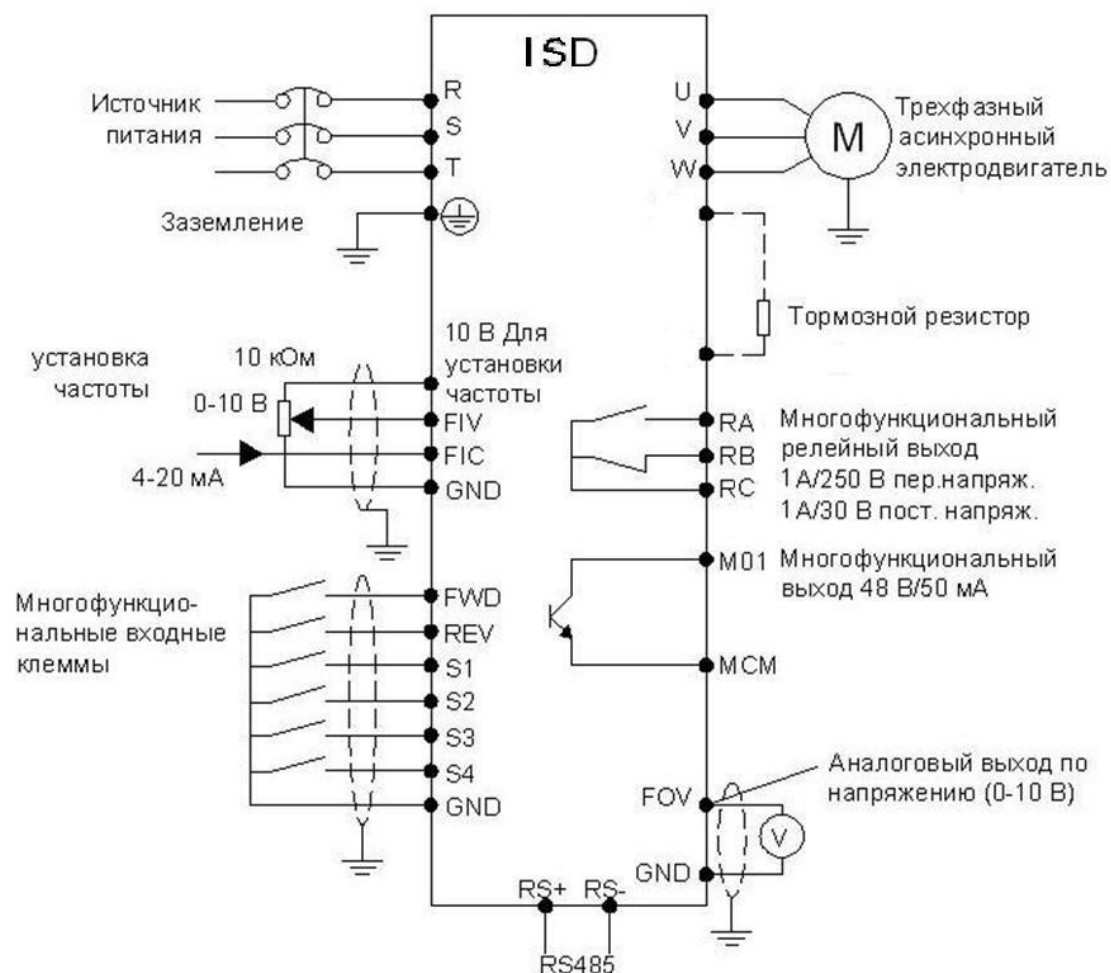 ISD
Источник
питания
R
S
T
Заземление
U
V
W
M
Трехфазный
асинхронный
электродвигатель
Тормозной резистор
установка
частоты
10 кОм
0-10 В
4-20 мА
10 В Для
установки
частоты
FIV
FIC
GND
RA
RB
RC
Многофункциональный
релейный выход
1А/250 В пер.напряж.
1А/30 В пост. напряж.
M01
Многофункциональный
выход 48 В/50 мА
MCM
Многофункцио-
нальные входные
клеммы
FWD
REV
S1
S2
S3
S4
GND
FOV
Аналоговый выход по
напряжению (0-10 В)
V
GND
RS+ RS-
RS485